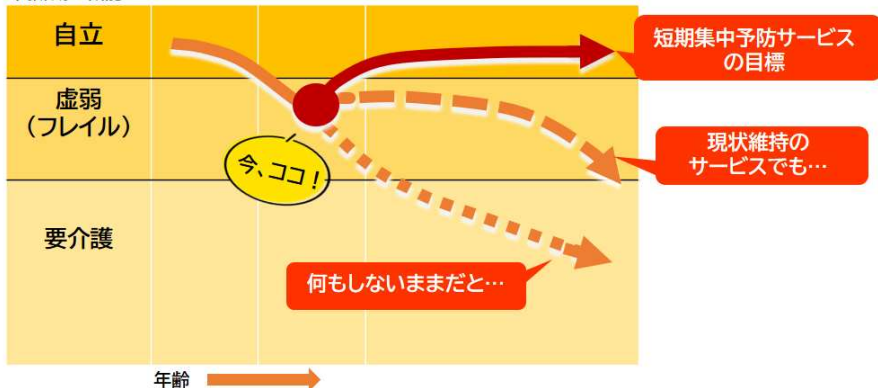 自立
短期集中予防サービス
の目標
虚弱
（フレイル）
今、ココ！
現状維持の
サービスでも…
要介護
何もしないままだと…
年齢